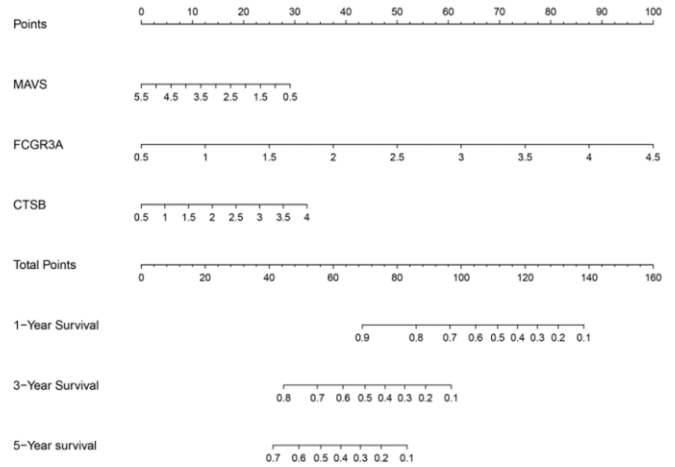 0 10 20 30 40 50 60 70 80 90 100
Points
MAVS
5.5 4.5 3.5 2.5 1.5 0.5
FCGR3A
0.5 1 1.5 2 2.5 3 3.5 4 4.5
CTSB
0.5 1 1.5 2 2.5 3 3.5 4
Total Points
0 20 40 60 80 100 120 140 160
1−Year Survival
0.9 0.8 0.7 0.6 0.5 0.4 0.3 0.2 0.1
3−Year Survival
0.8 0.7 0.6 0.5 0.4 0.3 0.2 0.1
5−Year survival
0.7 0.6 0.5 0.4 0.3 0.2 0.1